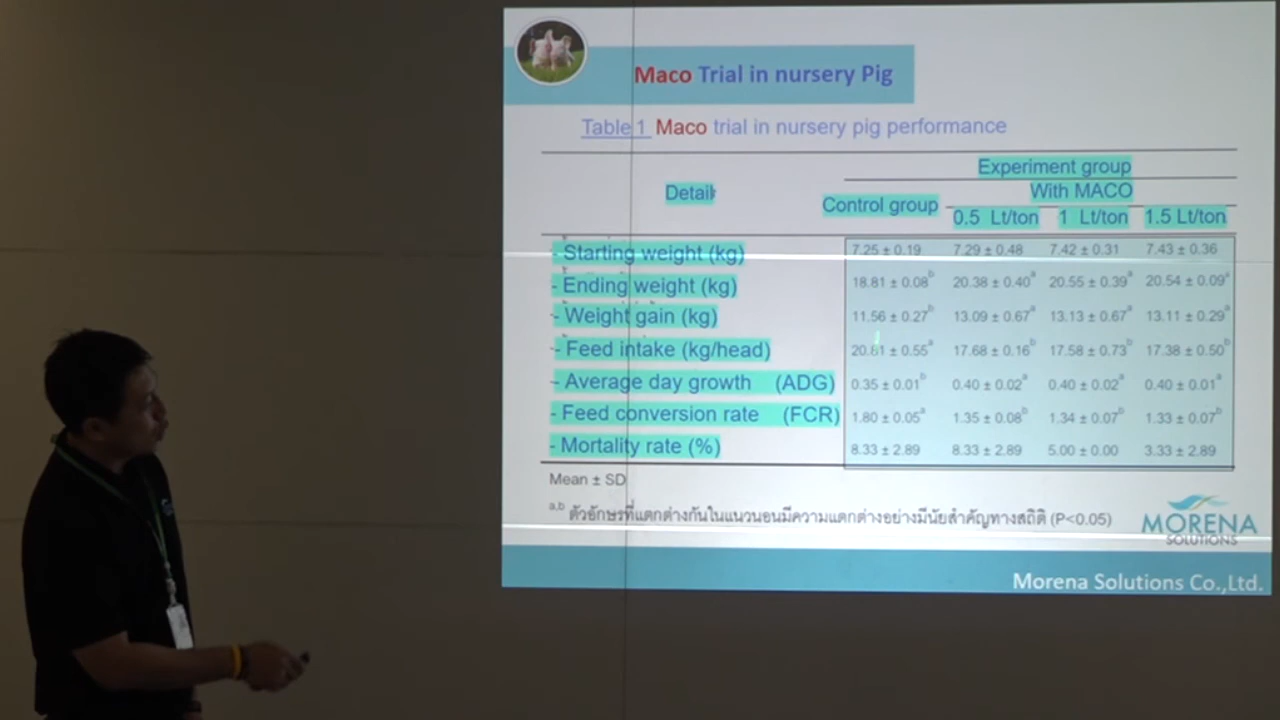 Maco Trial in nursery Pig
Table 1 Maco trial in nursery pig performance
Detail
Control group
Experiment group
With MACO
0.5 Lt/ton 1 Lt/ton 1.5 Lt/ton
- Starting weight (kg) 7.25 ± 0.19 7.29 ± 0.48 7.42 ± 0.31 7.43 ± 0.36
- Ending weight (kg) 18.81 ± 0.08b 20.38 ± 0.40a 20.55 ± 0.39a 20.54 ± 0.09a
- Weight gain (kg) 11.56 ± 0.27b 13.09 ± 0.67a 13.13 ± 0.67a 13.11 ± 0.29a
- Feed intake (kg/head) ± 0.55a 17.68 ± 0.16b 17.58 ± 0.73b 17.38 ± 0.50b
- Average day growth (ADG) 0.35 ± 0.01b 0.40 ± 0.02a 0.40 ± 0.02a 0.40 ± 0.01a
- Feed conversion rate (FCR) 1.80 ± 0.05a 1.35 ± 0.08b 1.34 ± 0.07b 1.33 ± 0.07b
- Mortality rate (%) 8.33 ± 2.89 8.33 ± 2.89 5.00 ± 0.00 3.33 ± 2.89
Mean ± SD
a,b ตัวอักษรที่แตกต่างกันในแนวนอนมีความแตกต่างอย่างมีนัยสำคัญทางสถิติ (P<0.05)
MORENA
SOLUTIONS
Morena Solutions Co.,Ltd.